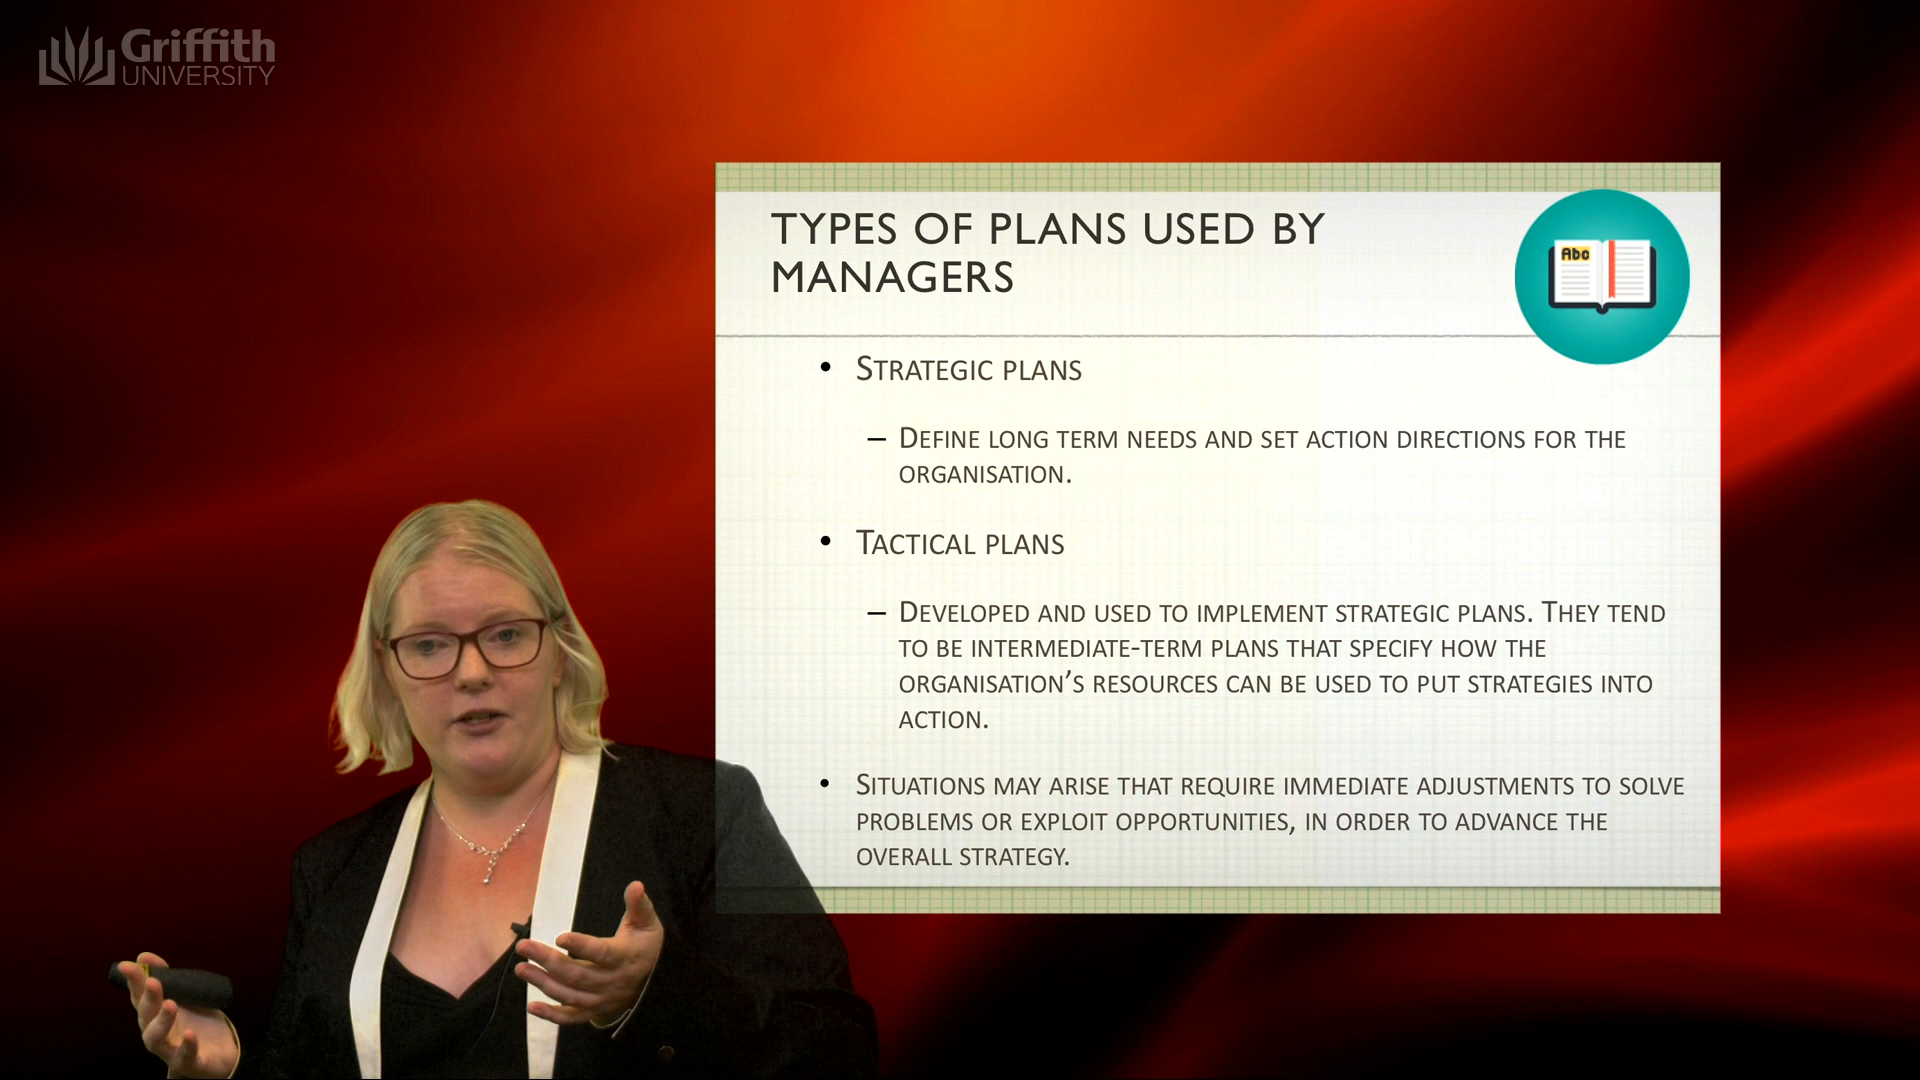 Griffith
UNIVERSITY
TYPES OF PLANS USED BY
MANAGERS
Abc
• STRATEGIC PLANS
– DEFINE LONG TERM NEEDS AND SET ACTION DIRECTIONS FOR THE
ORGANISATION.
• TACTICAL PLANS
– DEVELOPED AND USED TO IMPLEMENT STRATEGIC PLANS. THEY TEND
TO BE INTERMEDIATE-TERM PLANS THAT SPECIFY HOW THE
ORGANISATION’S RESOURCES CAN BE USED TO PUT STRATEGIES INTO
ACTION.
• SITUATIONS MAY ARISE THAT REQUIRE IMMEDIATE ADJUSTMENTS TO SOLVE
PROBLEMS OR EXPLOIT OPPORTUNITIES, IN ORDER TO ADVANCE THE
OVERALL STRATEGY.